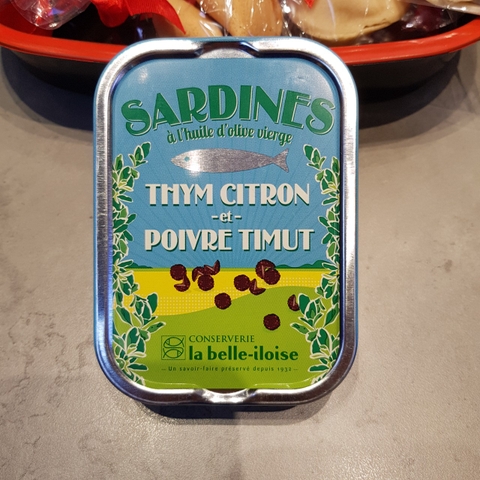 SARDINES
à l'huile d'olive vierge
THYM CITRON
-et-
POIVRE TIMUT
CONSERVERIE
la belle-iloise
— Un savoir-faire préservé depuis 1932 —